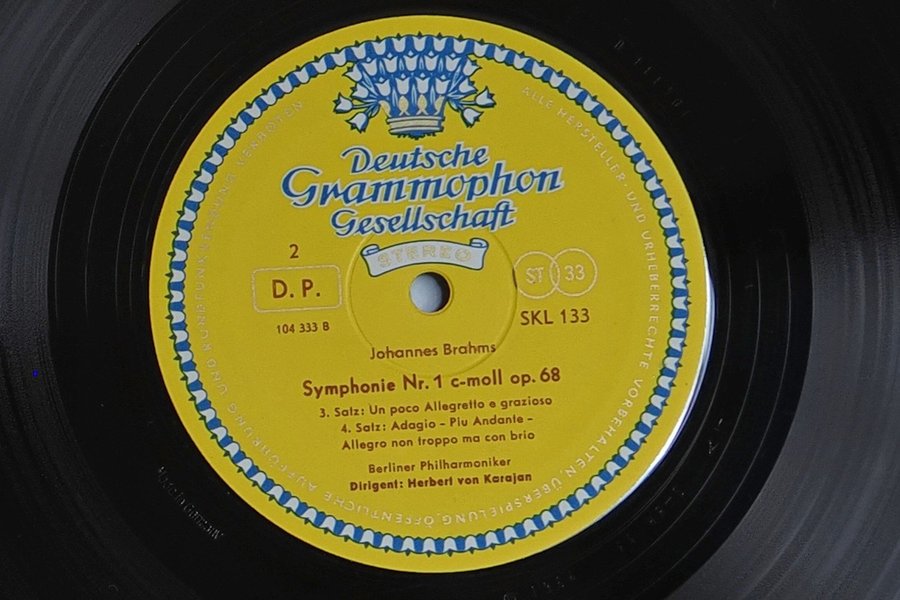 Deutsche
Grammophon
Gesellschaft
STEREO
2
D. P.
104 333 B
ST 33
SKL 133
Johannes Brahms
Symphonie Nr. 1 c-moll op. 68
3. Satz: Un poco Allegretto e grazioso
4. Satz: Adagio – Piu Andante –
Allegro non troppo ma con brio
Berliner Philharmoniker
Dirigent: Herbert von Karajan
ALLE HERSTELLER- UND URHEBERRECHTE VORBEHALTEN, ÜBERSPIELUNG, ÖFFENTLICHE AUFFÜHRUNG UND RUNDFUNKSENDUNG VERBOTEN